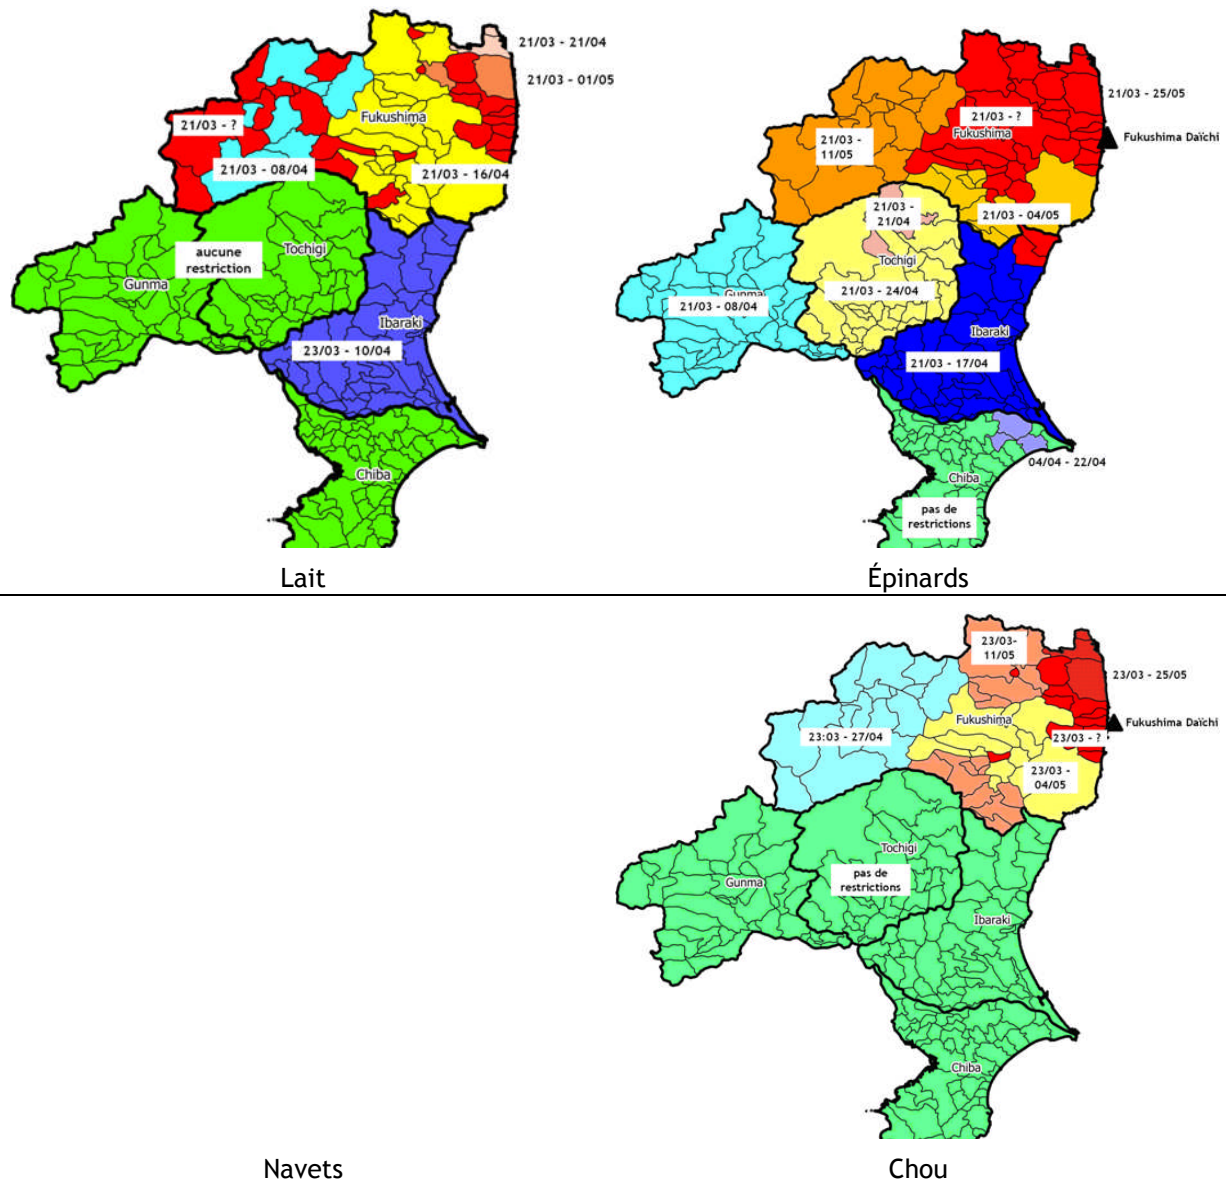 21/03 - 21/04
21/03 - 01/05
Fukushima
21/03 - ?
21/03 - 08/04
21/03 - 16/04
aucune
restriction
Tochigi
Gunma
Ibaraki
23/03 - 10/04
Chiba
Lait
21/03 - 25/05
21/03 - ?
Fukushima
Fukushima Daïchi
21/03 -
11/05
21/03 -
21/04
21/03 - 04/05
Tochigi
21/03 - 24/04
Gunma
21/03 - 08/04
Ibaraki
21/03 - 17/04
04/04 - 22/04
Chiba
pas de
restrictions
Épinards
Navets
23/03-
11/05
23/03 - 25/05
Fukushima
Fukushima Daïchi
23:03 - 27/04
23/03 - ?
23/03 -
04/05
Tochigi
pas de
restrictions
Gunma
Ibaraki
Chiba
Chou